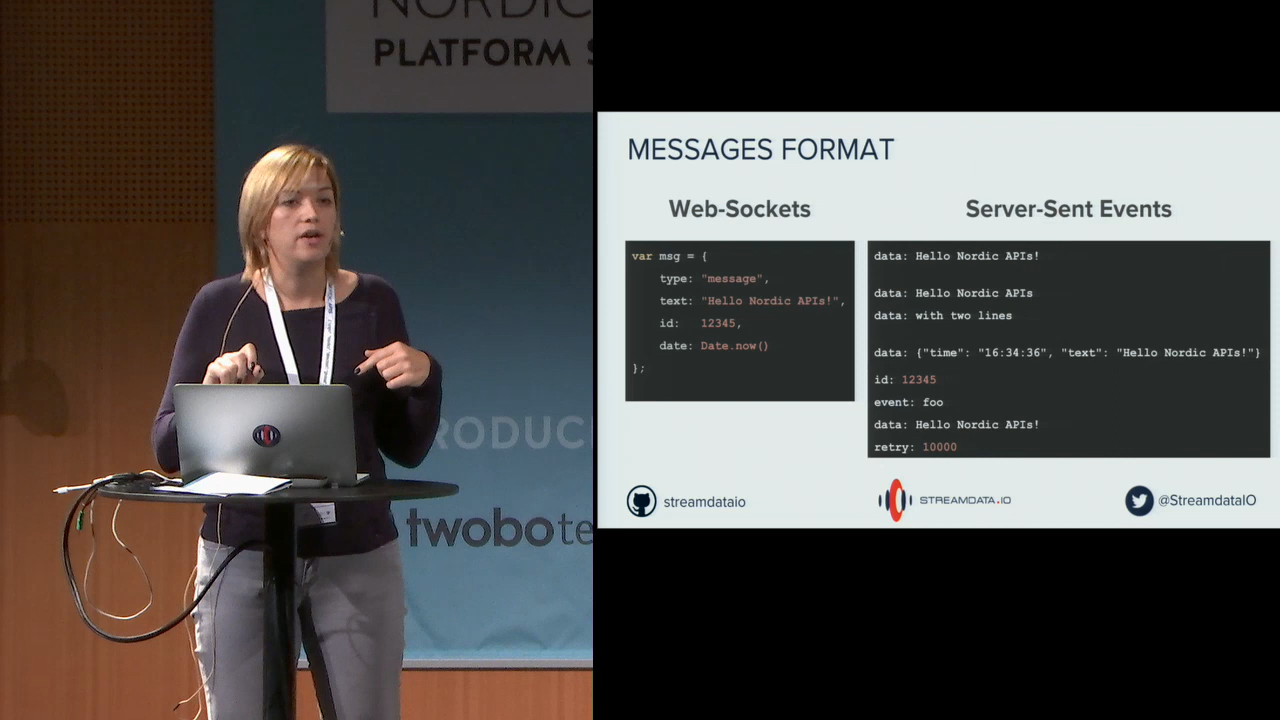 NORDIC
PLATFORM S
RODUC
twobo te
MESSAGES FORMAT
Web-Sockets
var msg = {
type: "message",
text: "Hello Nordic APIs!",
id: 12345,
date: Date.now()
};
Server-Sent Events
data: Hello Nordic APIs!
data: Hello Nordic APIs
data: with two lines
data: {"time": "16:34:36", "text": "Hello Nordic APIs!"}
id: 12345
event: foo
data: Hello Nordic APIs!
retry: 10000
streamdataio
STREAMDATA.IO
@StreamdataIO